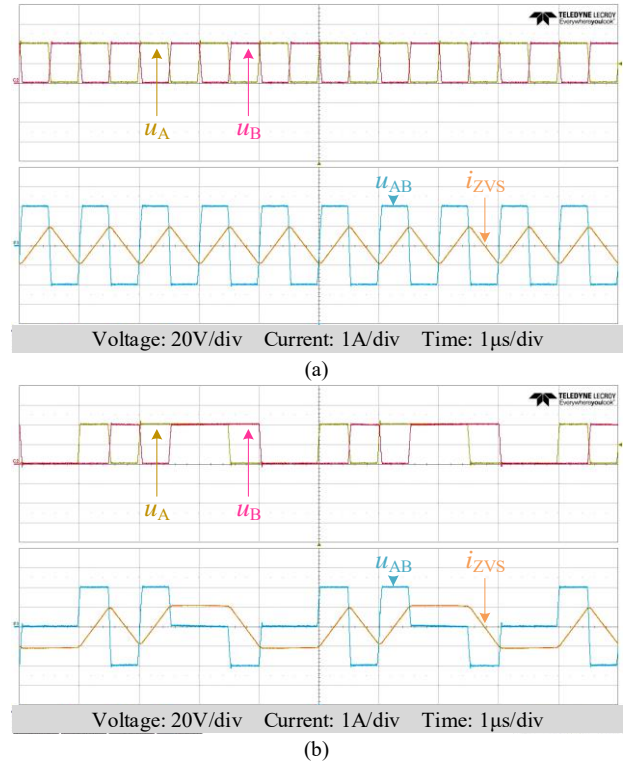 TELEDYNE LECROY
Everywhereyoulook
uA
uB
uAB
iZVS
Voltage: 20V/div Current: 1A/div Time: 1μs/div
(a)
TELEDYNE LECROY
Everywhereyoulook
uA
uB
uAB
iZVS
Voltage: 20V/div Current: 1A/div Time: 1μs/div
(b)